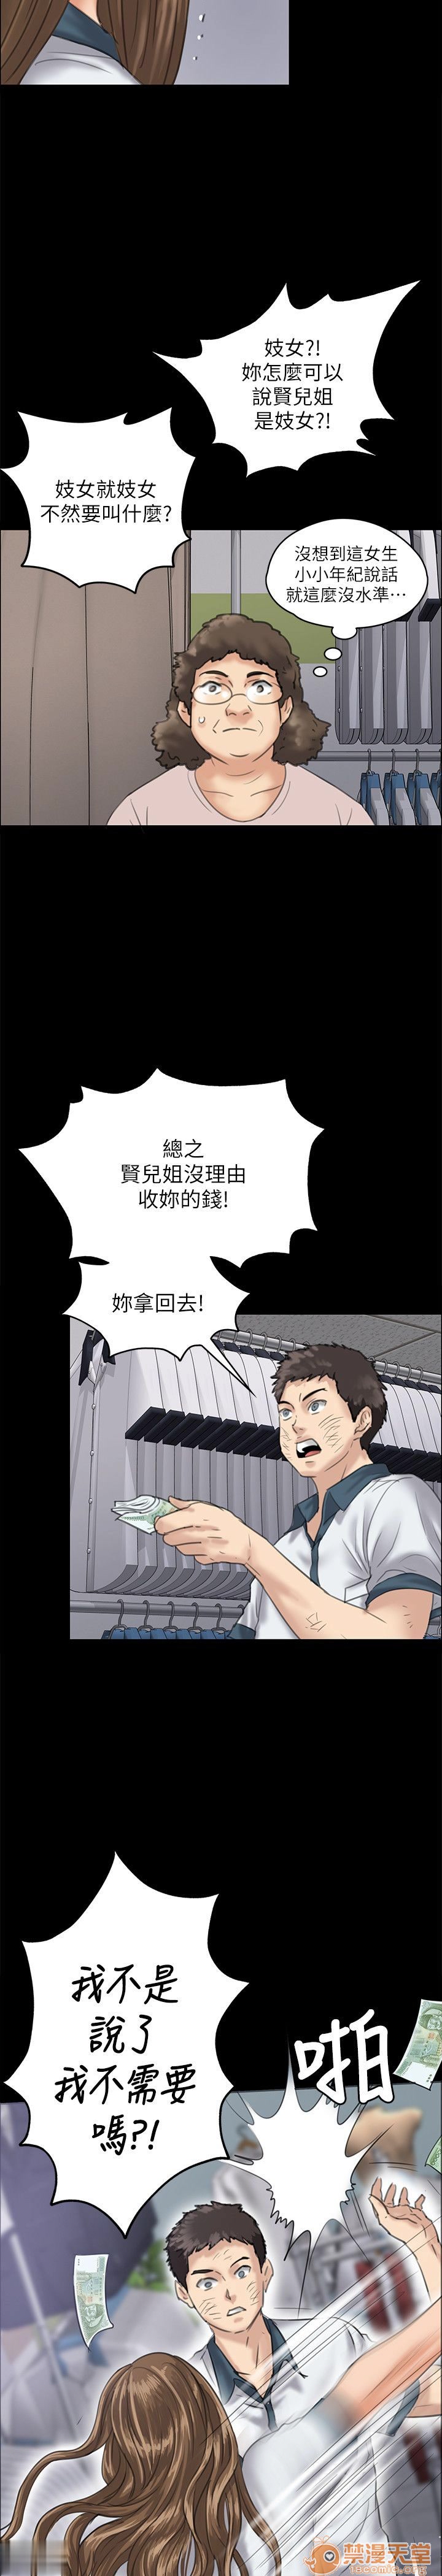 妓女?!
妳怎麼可以
說賢兒姐
是妓女?!
妓女就妓女
不然要叫什麼?
沒想到這女生
小小年紀說話
就這麼沒水準…
總之
賢兒姐沒理由
收妳的錢!
妳拿回去!
我不是
說了
我不需要
嗎?!
啪
禁漫天堂
18comic.org